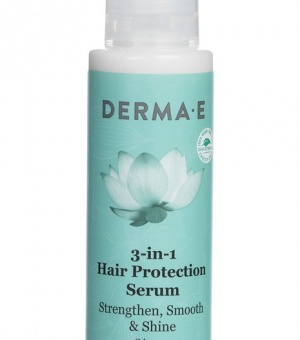 DERMA·E
3-in-1
Hair Protection
Serum
Strengthen, Smooth
& Shine